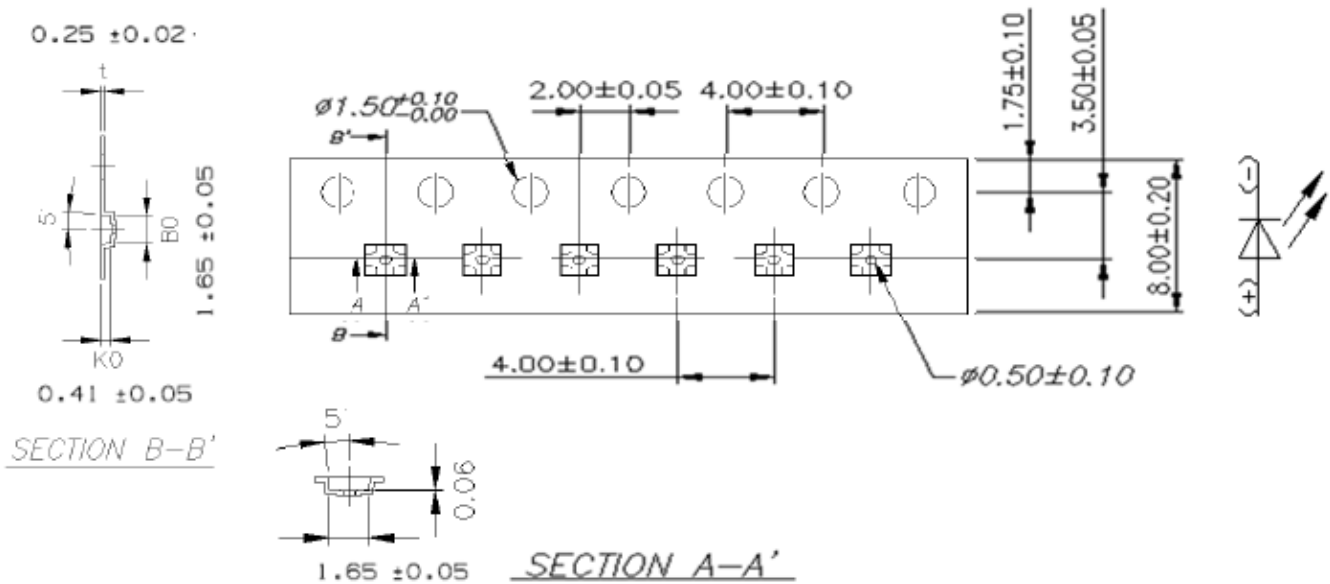 0.25 ±0.02
t
5
B0
1.65 ±0.05
K0
0.41 ±0.05
SECTION B-B'
ø1.50+0.10
-0.00
2.00±0.05
4.00±0.10
1.75±0.10
3.50±0.05
8.00±0.20
B'
A
A'
B
4.00±0.10
ø0.50±0.10
(-)
(+)
5
0.06
1.65 ±0.05
SECTION A-A'